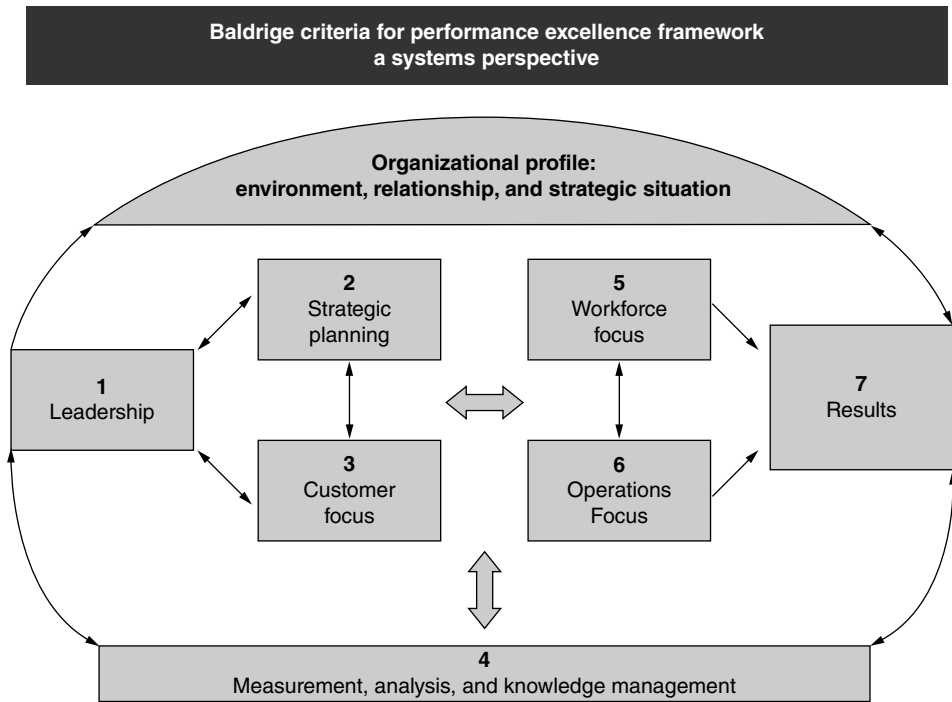 Baldrige criteria for performance excellence framework
a systems perspective
Organizational profile:
environment, relationship, and strategic situation
2
Strategic
planning
5
Workforce
focus
1
Leadership
7
Results
3
Customer
focus
6
Operations
Focus
4
Measurement, analysis, and knowledge management